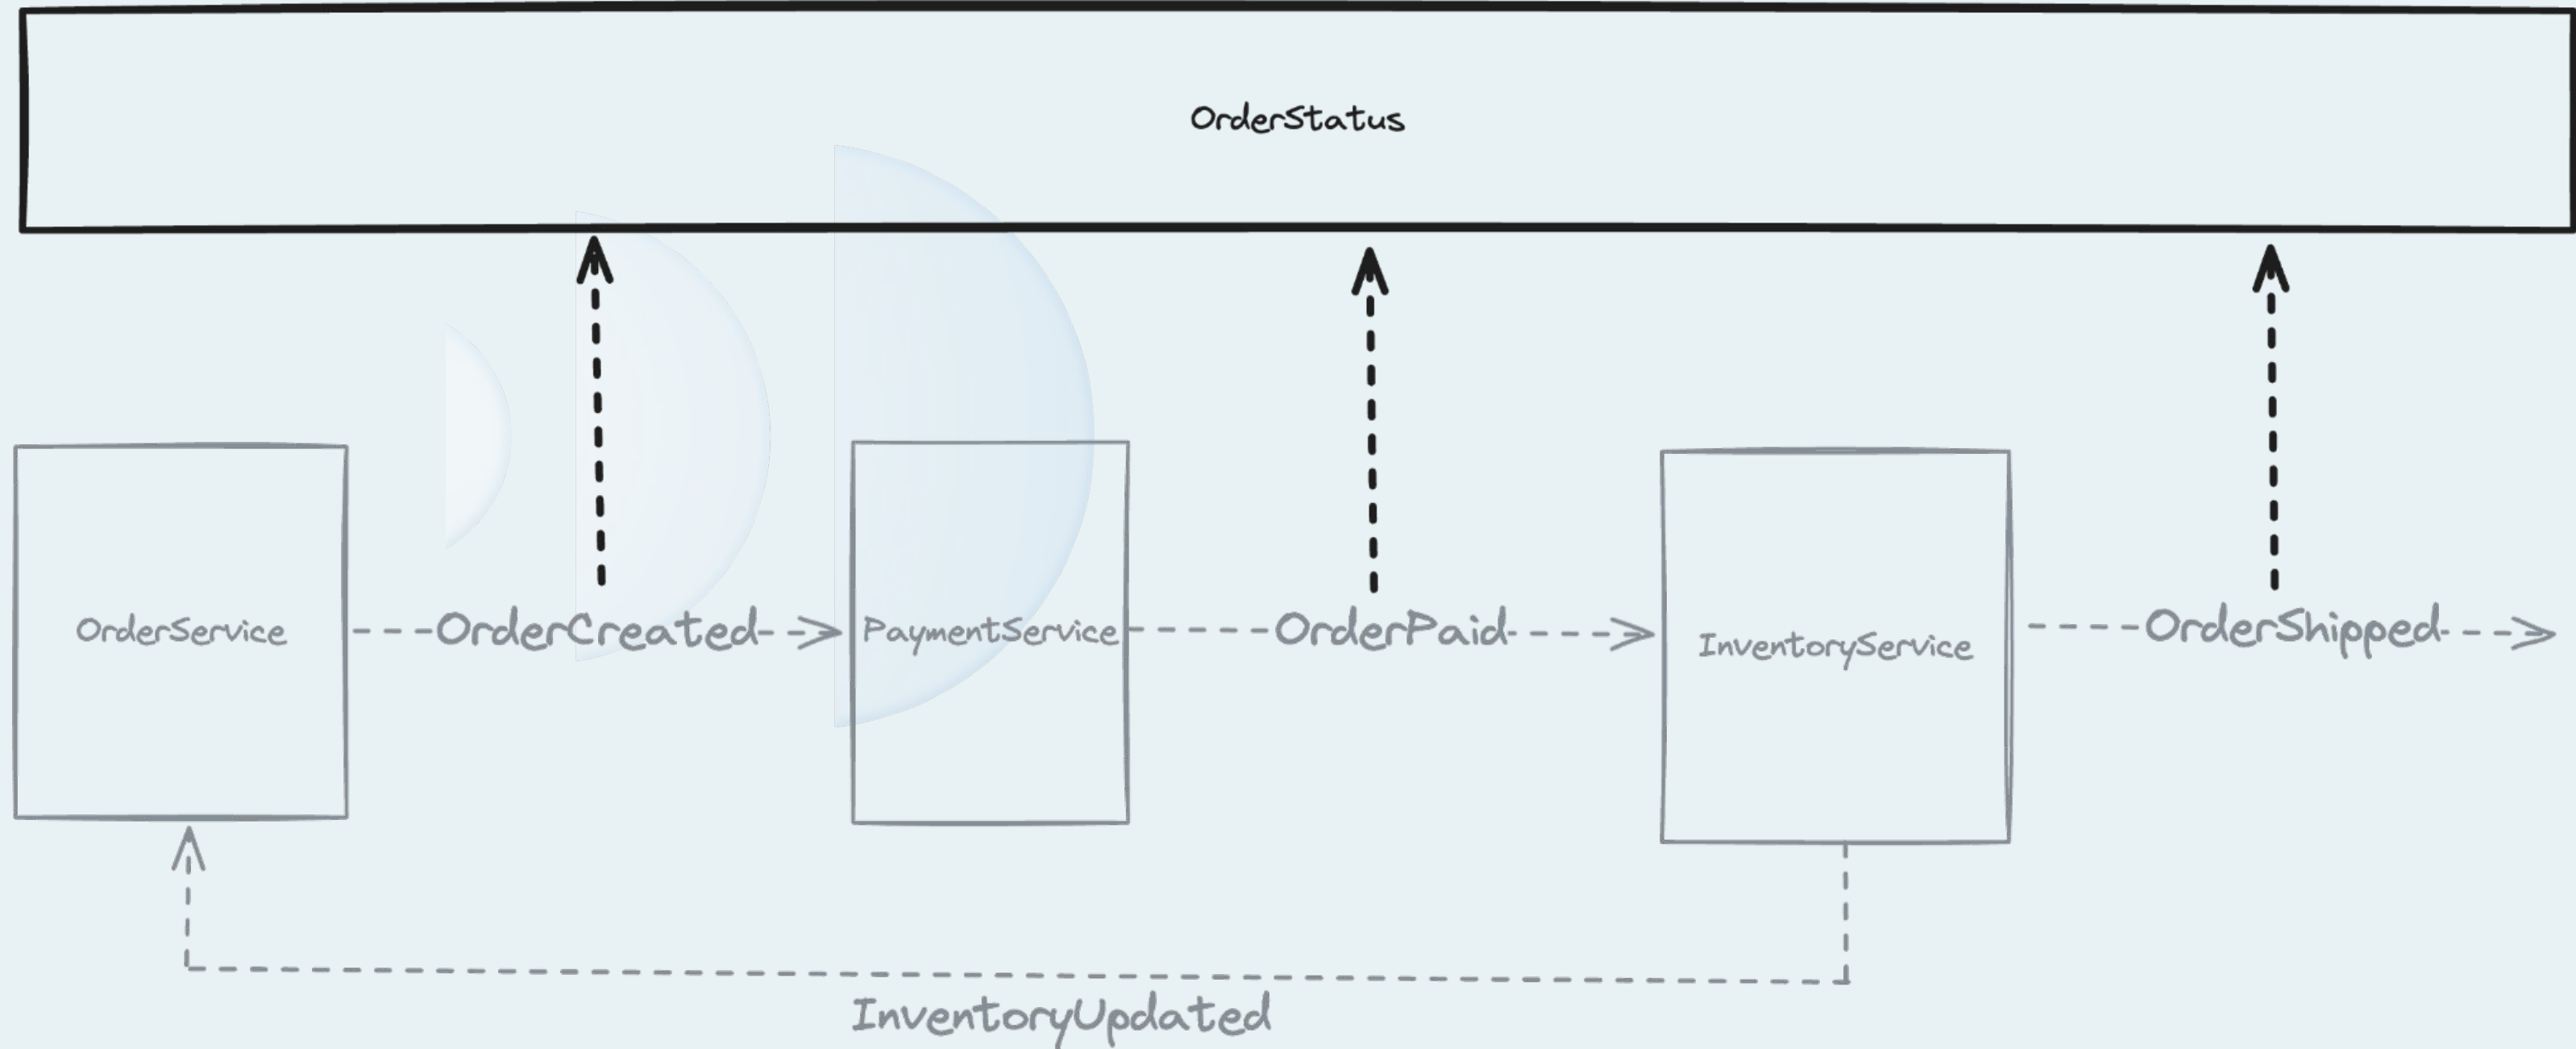 OrderStatus
OrderService
OrderCreated
PaymentService
OrderPaid
InventoryService
OrderShipped
InventoryUpdated